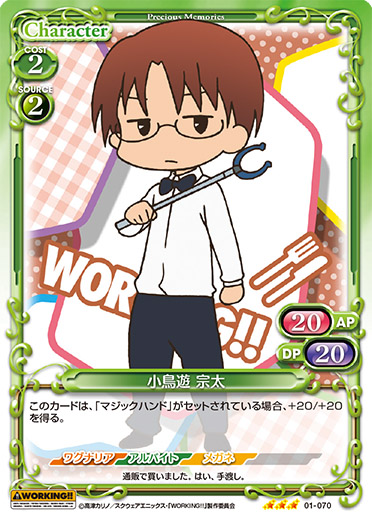 Precious Memories
Character
COST
2
SOURCE
2
WORKING!!
20 AP
DP 20
小鳥遊 宗太
このカードは、「マジックハンド」がセットされている場合、+20/+20
を得る。
ワグナリア アルバイト メガネ
通販で買いました。はい、手渡し。
WORKING!!
©高津カリノ/スクウェアエニックス・「WORKING!!」製作委員会
01-070